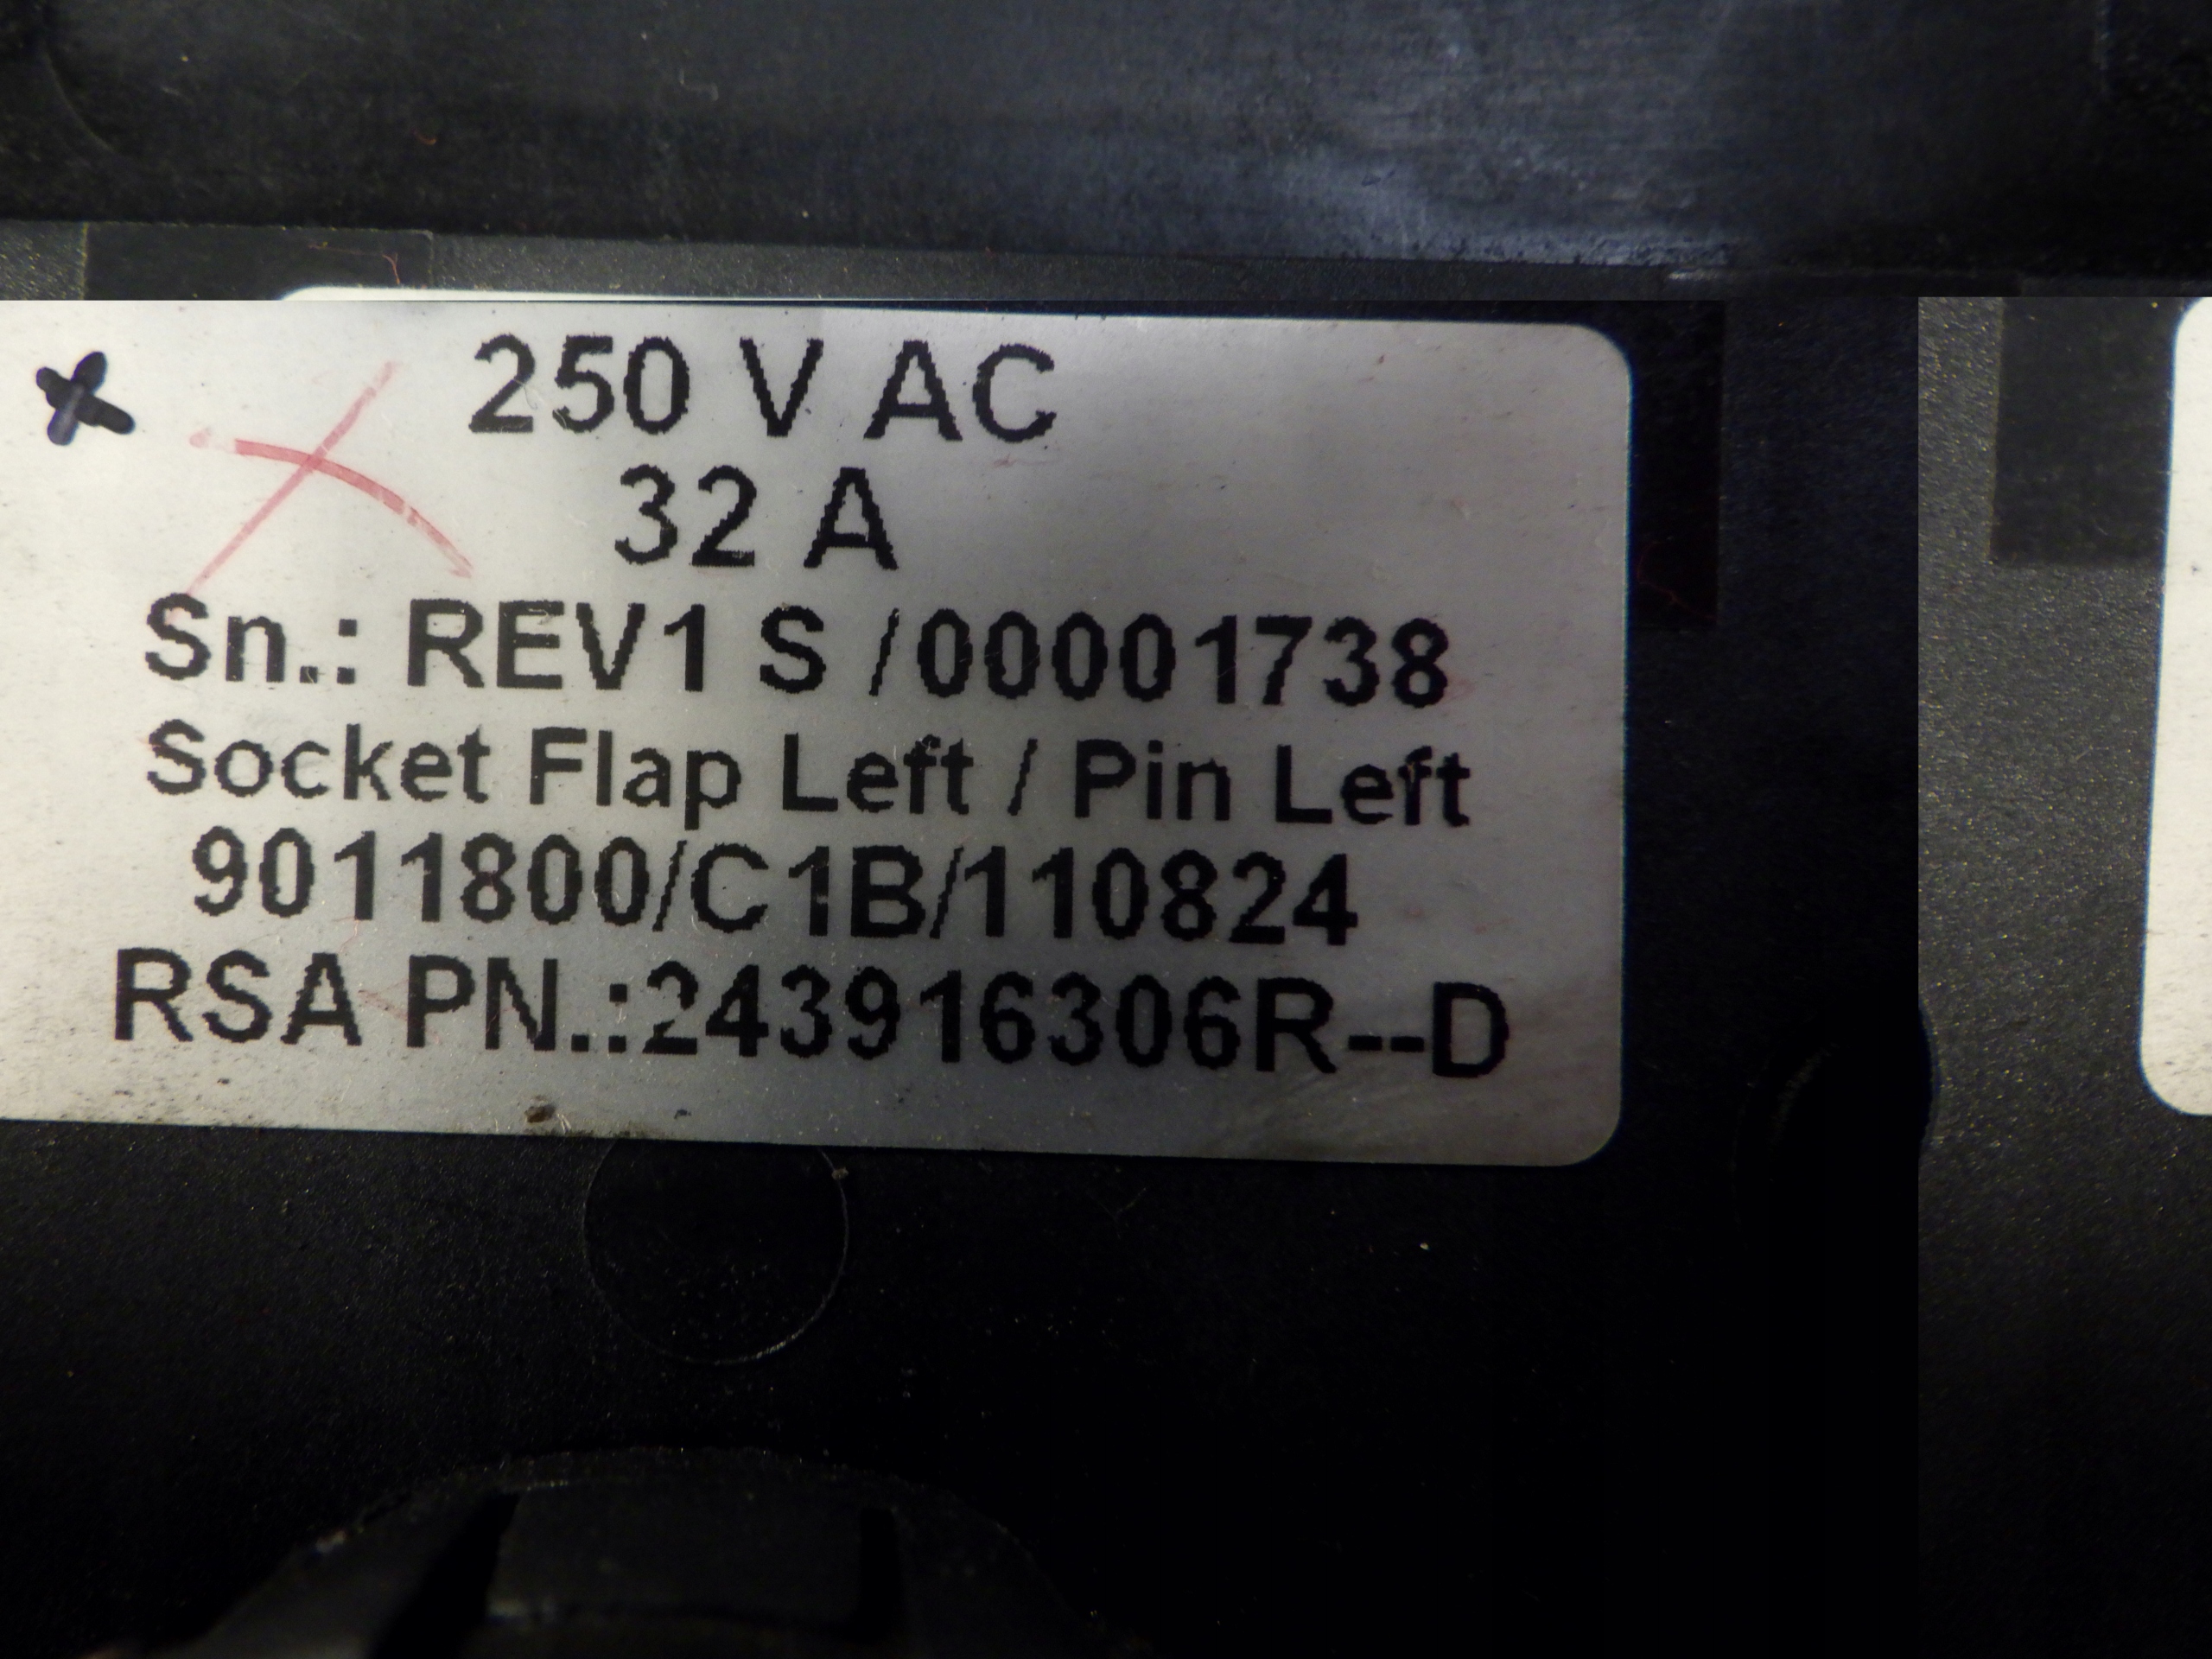 250 V AC
32 A
Sn.: REV1 S /00001738
Socket Flap Left / Pin Left
9011800/C1B/110824
RSA PN.:243916306R--D